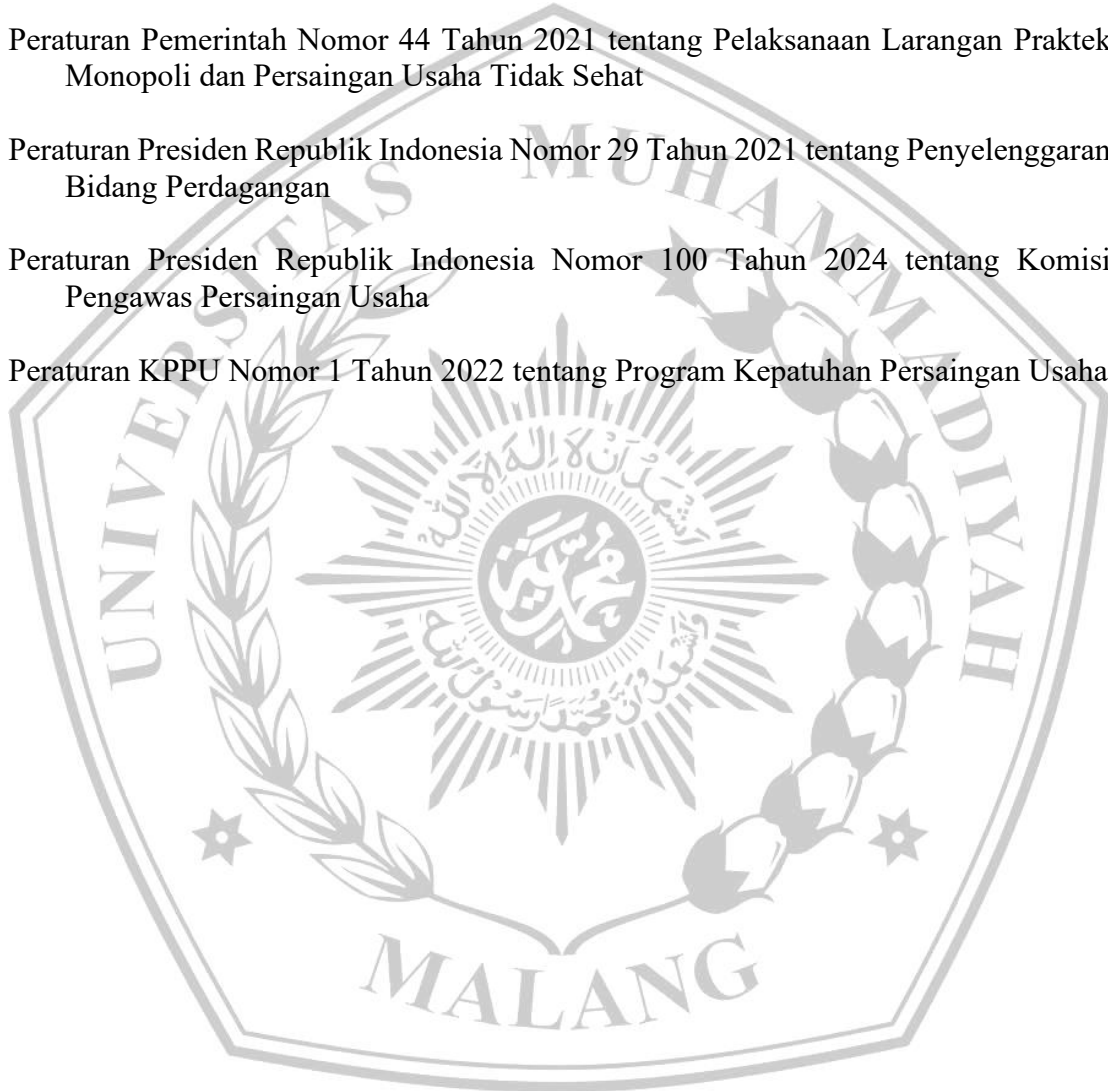 Peraturan Pemerintah Nomor 44 Tahun 2021 tentang Pelaksanaan Larangan Praktek
Monopoli dan Persaingan Usaha Tidak Sehat
Peraturan Presiden Republik Indonesia Nomor 29 Tahun 2021 tentang Penyelenggaran
Bidang Perdagangan
Peraturan Presiden Republik Indonesia Nomor 100 Tahun 2024 tentang Komisi
Pengawas Persaingan Usaha
Peraturan KPPU Nomor 1 Tahun 2022 tentang Program Kepatuhan Persaingan Usaha
UNIVERSITAS MUHAMMADIYAH
MALANG